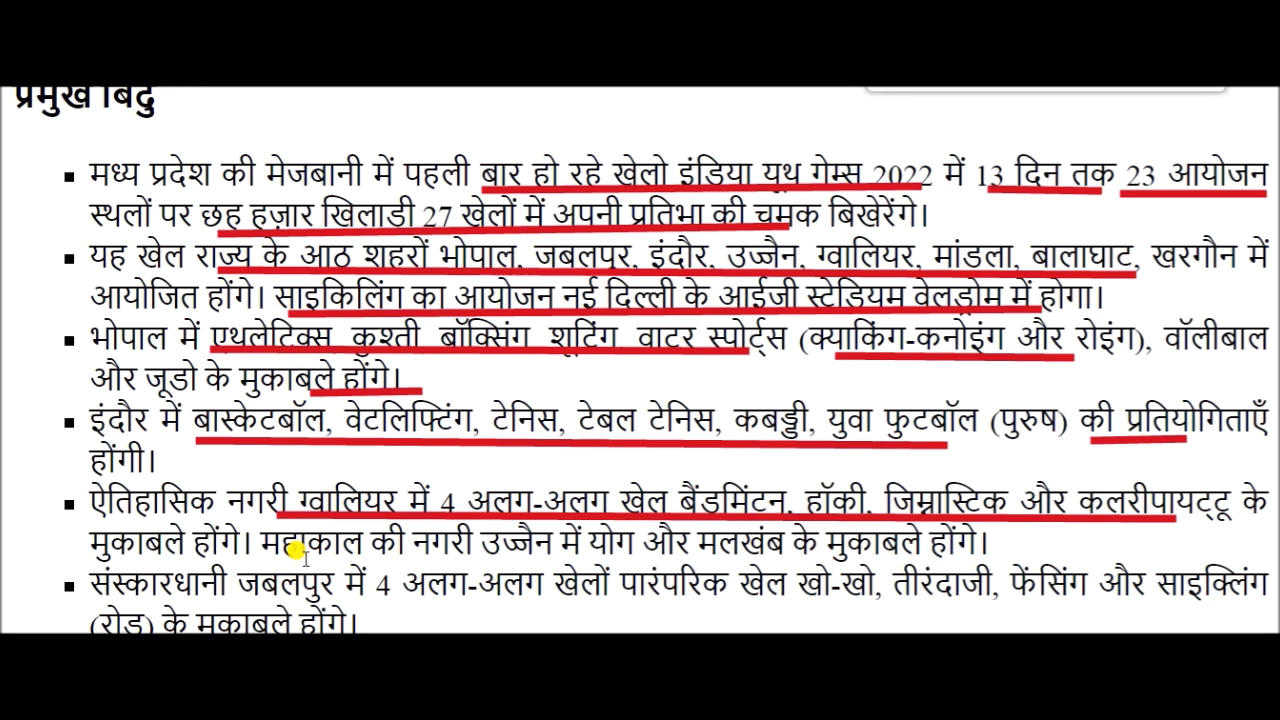 प्रमुख बिंदु
▪ मध्य प्रदेश की मेजबानी में पहली बार हो रहे खेलो इंडिया यूथ गेम्स 2022 में 13 दिन तक 23 आयोजन
स्थलों पर छह हज़ार खिलाडी 27 खेलों में अपनी प्रतिभा की चमक बिखेरेंगे।
▪ यह खेल राज्य के आठ शहरों भोपाल, जबलपुर, इंदौर, उज्जैन, ग्वालियर, मांडला, बालाघाट, खरगौन में
आयोजित होंगे। साइकिलिंग का आयोजन नई दिल्ली के आईजी स्टेडियम वेलड्रोम में होगा।
▪ भोपाल में एथलेटिक्स कुश्ती बॉक्सिंग शूटिंग वाटर स्पोर्ट्स (क्याकिंग-कनोइंग और रोइंग), वॉलीबाल
और जूडो के मुकाबले होंगे।
▪ इंदौर में बास्केटबॉल, वेटलिफ्टिंग, टेनिस, टेबल टेनिस, कबड्डी, युवा फुटबॉल (पुरुष) की प्रतियोगिताएँ
होंगी।
▪ ऐतिहासिक नगरी ग्वालियर में 4 अलग-अलग खेल बैंडमिंटन, हॉकी, जिम्नास्टिक और कलरीपायट्टू के
मुकाबले होंगे। महाकाल की नगरी उज्जैन में योग और मलखंब के मुकाबले होंगे।
▪ संस्कारधानी जबलपुर में 4 अलग-अलग खेलों पारंपरिक खेल खो-खो, तीरंदाजी, फेंसिंग और साइक्लिंग
(रोड) के मुकाबले होंगे।